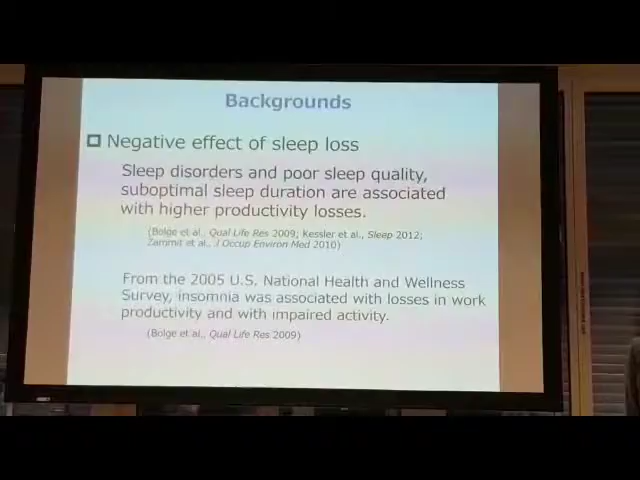 Backgrounds
Negative effect of sleep loss
Sleep disorders and poor sleep quality,
suboptimal sleep duration are associated
with higher productivity losses.
(Bolge et al., Qual Life Res 2009; Kessler et al., Sleep 2012;
Zammit et al., J Occup Environ Med 2010)
From the 2005 U.S. National Health and Wellness
Survey, insomnia was associated with losses in work
productivity and with impaired activity.
(Bolge et al., Qual Life Res 2009)